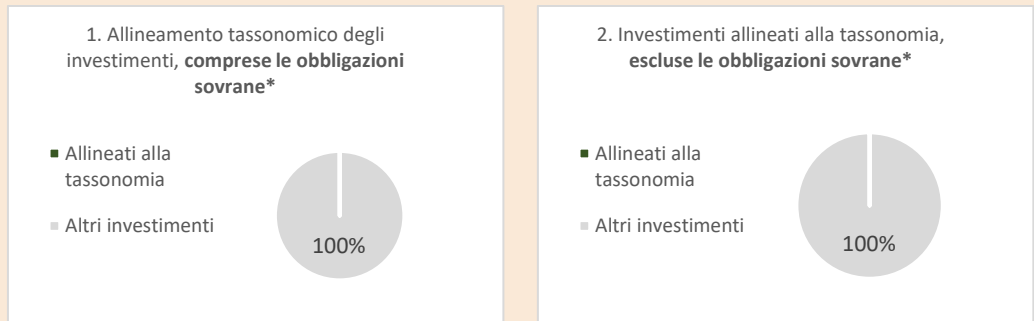 1. Allineamento tassonomico degli
investimenti, comprese le obbligazioni
sovrane*
Allineati alla
tassonomia
Altri investimenti
100%
2. Investimenti allineati alla tassonomia,
escluse le obbligazioni sovrane*
Allineati alla
tassonomia
Altri investimenti
100%